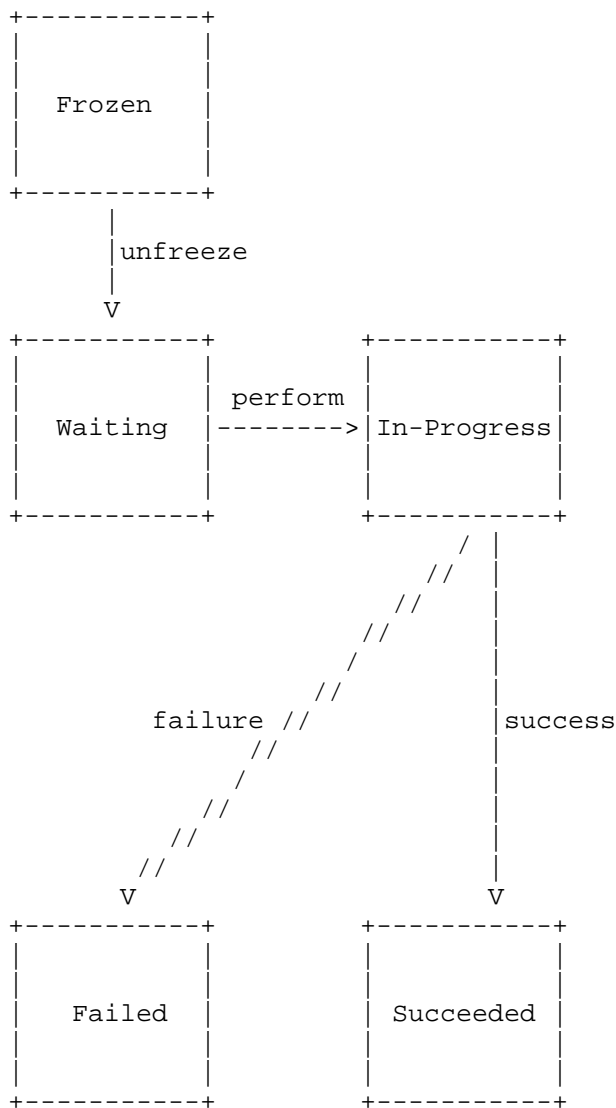 Frozen
unfreeze
perform
Waiting
In-Progress
failure
success
Failed
Succeeded